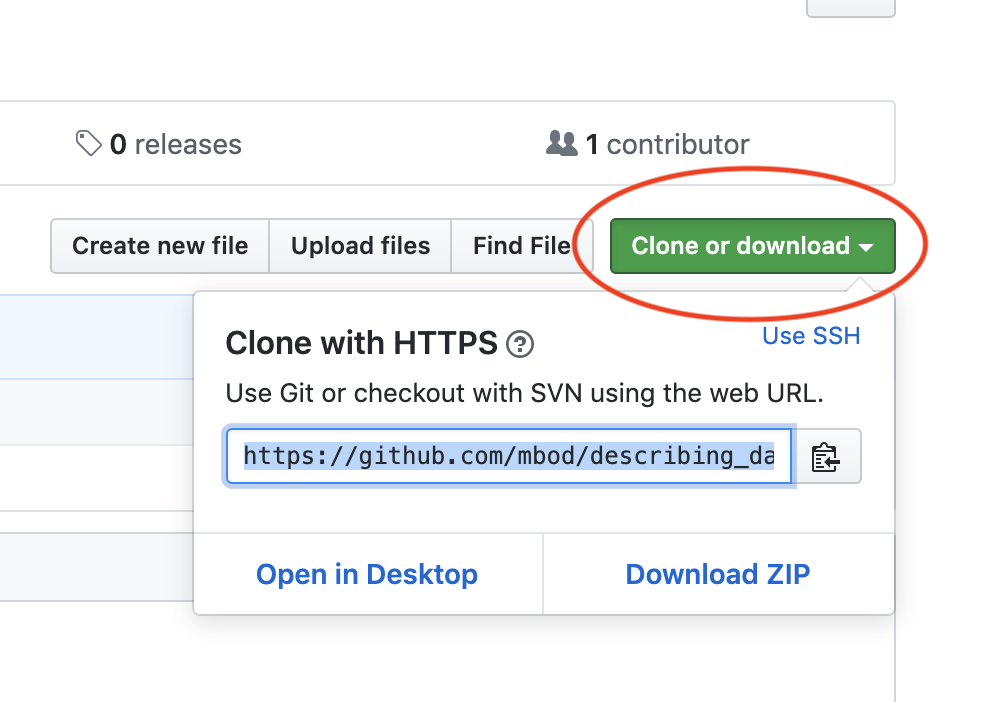 0 releases
1 contributor
Create new file
Upload files
Find File
Clone or download
Clone with HTTPS
Use SSH
Use Git or checkout with SVN using the web URL.
https://github.com/mbod/describing_da
Open in Desktop
Download ZIP